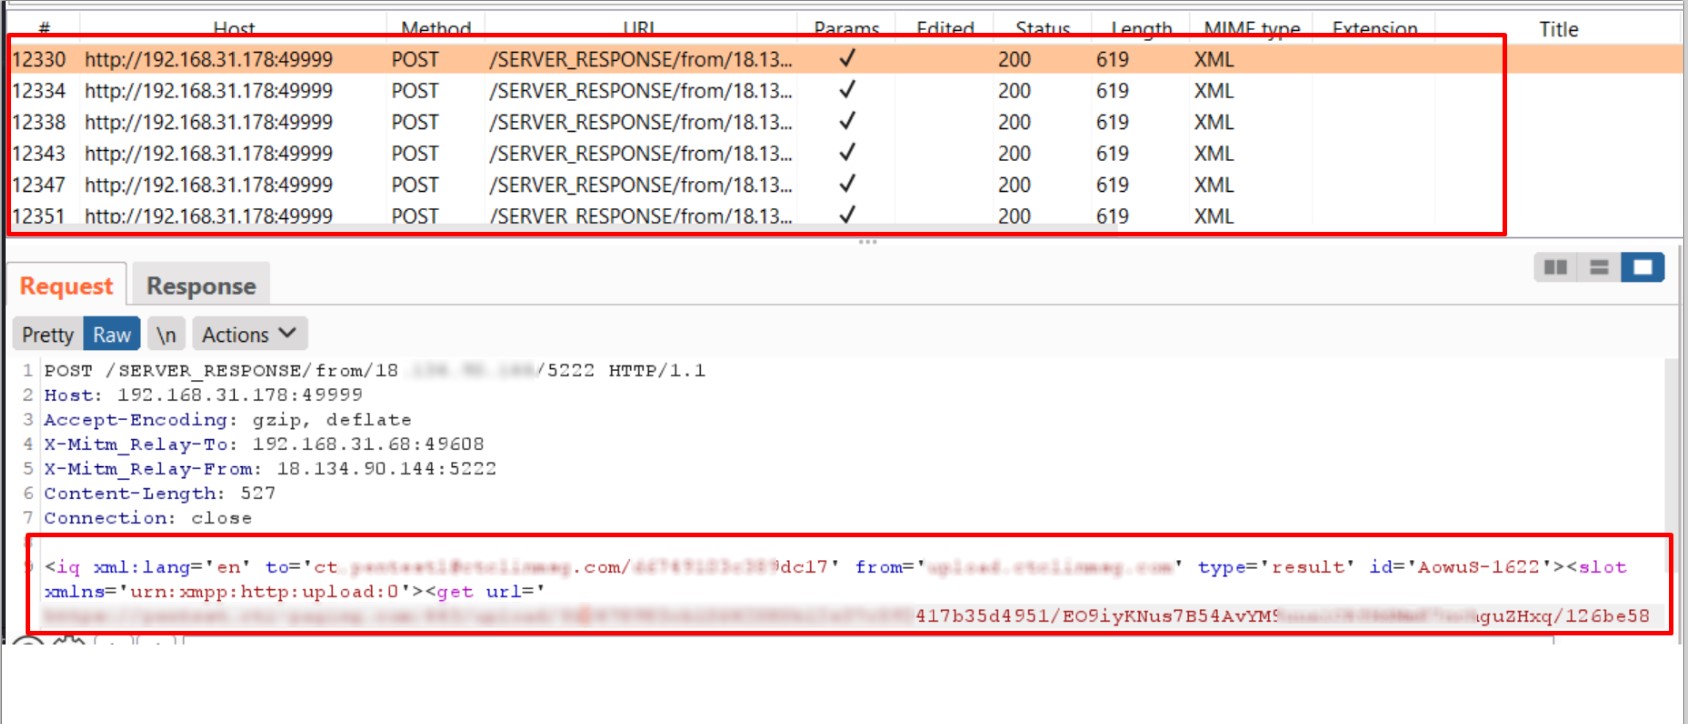 # Host Method URL Params Edited Status Length MIME type Extension Title
12330 http://192.168.31.178:49999 POST /SERVER_RESPONSE/from/18.13... ✓ 200 619 XML
12334 http://192.168.31.178:49999 POST /SERVER_RESPONSE/from/18.13... ✓ 200 619 XML
12338 http://192.168.31.178:49999 POST /SERVER_RESPONSE/from/18.13... ✓ 200 619 XML
12343 http://192.168.31.178:49999 POST /SERVER_RESPONSE/from/18.13... ✓ 200 619 XML
12347 http://192.168.31.178:49999 POST /SERVER_RESPONSE/from/18.13... ✓ 200 619 XML
12351 http://192.168.31.178:49999 POST /SERVER_RESPONSE/from/18.13... ✓ 200 619 XML
Request Response
Pretty Raw \n Actions
1 POST /SERVER_RESPONSE/from/18 /5222 HTTP/1.1
2 Host: 192.168.31.178:49999
3 Accept-Encoding: gzip, deflate
4 X-Mitm_Relay-To: 192.168.31.68:49608
5 X-Mitm_Relay-From: 18.134.90.144:5222
6 Content-Length: 527
7 Connection: close
8
9 <iq xml:lang='en' to='ct .com/ dc17' from=' ' type='result' id='AowuS-1622'><slot
xmlns='urn:xmpp:http:upload:0'><get url='
417b35d4951/EO9iyKNus7B54AvYM9 guZHxq/126be58